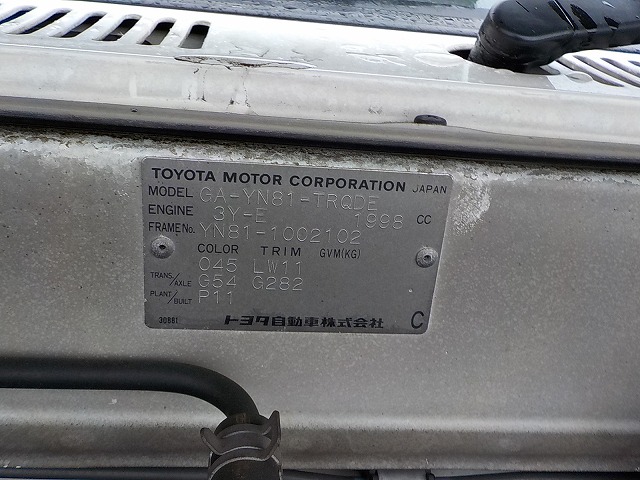 TOYOTA MOTOR CORPORATION JAPAN
MODEL GA-YN81-TRQDE
ENGINE 3Y-E 1998 CC
FRAME No. YN81-1002102
COLOR TRIM GVM(KG)
045 LW11
TRANS./AXLE G54 G282
PLANT/BUILT P11
30861 トヨタ自動車株式会社 C